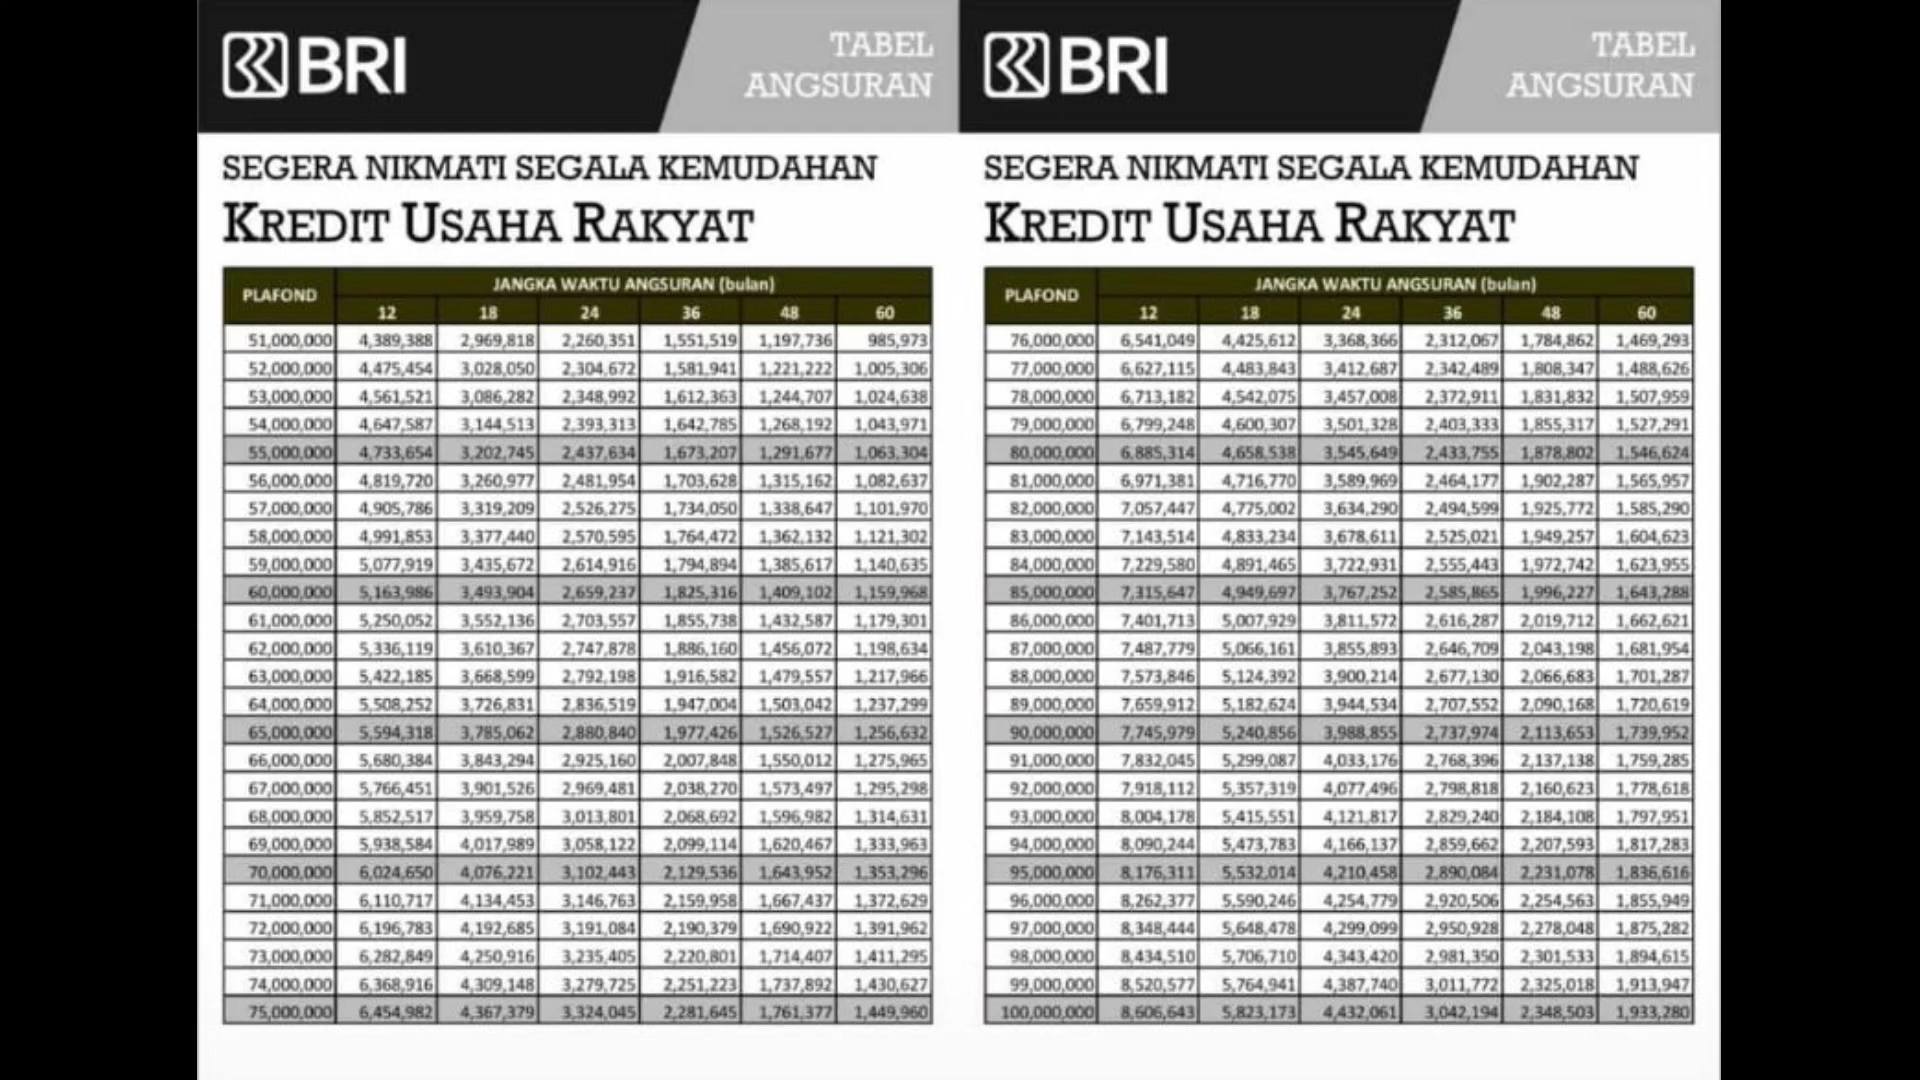 BRI
TABEL
ANGSURAN
SEGERA NIKMATI SEGALA KEMUDAHAN
KREDIT USAHA RAKYAT
PLAFOND JANGKA WAKTU ANGSURAN (bulan)
12 18 24 36 48 60
51,000,000 4,389,388 2,969,818 2,260,351 1,551,519 1,197,736 985,973
52,000,000 4,475,454 3,028,050 2,304,672 1,581,941 1,221,222 1,005,306
53,000,000 4,561,521 3,086,282 2,348,992 1,612,363 1,244,707 1,024,638
54,000,000 4,647,587 3,144,513 2,393,313 1,642,785 1,268,192 1,043,971
55,000,000 4,733,654 3,202,745 2,437,634 1,673,207 1,291,677 1,063,304
56,000,000 4,819,720 3,260,977 2,481,954 1,703,628 1,315,162 1,082,637
57,000,000 4,905,786 3,319,209 2,526,275 1,734,050 1,338,647 1,101,970
58,000,000 4,991,853 3,377,440 2,570,595 1,764,472 1,362,132 1,121,302
59,000,000 5,077,919 3,435,672 2,614,916 1,794,894 1,385,617 1,140,635
60,000,000 5,163,986 3,493,904 2,659,237 1,825,316 1,409,102 1,159,968
61,000,000 5,250,052 3,552,136 2,703,557 1,855,738 1,432,587 1,179,301
62,000,000 5,336,119 3,610,367 2,747,878 1,886,160 1,456,072 1,198,634
63,000,000 5,422,185 3,668,599 2,792,198 1,916,582 1,479,557 1,217,966
64,000,000 5,508,252 3,726,831 2,836,519 1,947,004 1,503,042 1,237,299
65,000,000 5,594,318 3,785,062 2,880,840 1,977,426 1,526,527 1,256,632
66,000,000 5,680,384 3,843,294 2,925,160 2,007,848 1,550,012 1,275,965
67,000,000 5,766,451 3,901,526 2,969,481 2,038,270 1,573,497 1,295,298
68,000,000 5,852,517 3,959,758 3,013,801 2,068,692 1,596,982 1,314,631
69,000,000 5,938,584 4,017,989 3,058,122 2,099,114 1,620,467 1,333,963
70,000,000 6,024,650 4,076,221 3,102,443 2,129,536 1,643,952 1,353,296
71,000,000 6,110,717 4,134,453 3,146,763 2,159,958 1,667,437 1,372,629
72,000,000 6,196,783 4,192,685 3,191,084 2,190,379 1,690,922 1,391,962
73,000,000 6,282,849 4,250,916 3,235,405 2,220,801 1,714,407 1,411,295
74,000,000 6,368,916 4,309,148 3,279,725 2,251,223 1,737,892 1,430,627
75,000,000 6,454,982 4,367,379 3,324,045 2,281,645 1,761,377 1,449,960
BRI
TABEL
ANGSURAN
SEGERA NIKMATI SEGALA KEMUDAHAN
KREDIT USAHA RAKYAT
PLAFOND JANGKA WAKTU ANGSURAN (bulan)
12 18 24 36 48 60
76,000,000 6,541,049 4,425,612 3,368,366 2,312,067 1,784,862 1,469,293
77,000,000 6,627,115 4,483,843 3,412,687 2,342,489 1,808,347 1,488,626
78,000,000 6,713,182 4,542,075 3,457,008 2,372,911 1,831,832 1,507,959
79,000,000 6,799,248 4,600,307 3,501,328 2,403,333 1,855,317 1,527,291
80,000,000 6,885,314 4,658,538 3,545,649 2,433,755 1,878,802 1,546,624
81,000,000 6,971,381 4,716,770 3,589,969 2,464,177 1,902,287 1,565,957
82,000,000 7,057,447 4,775,002 3,634,290 2,494,599 1,925,772 1,585,290
83,000,000 7,143,514 4,833,234 3,678,611 2,525,021 1,949,257 1,604,623
84,000,000 7,229,580 4,891,465 3,722,931 2,555,443 1,972,742 1,623,955
85,000,000 7,315,647 4,949,697 3,767,252 2,585,865 1,996,227 1,643,288
86,000,000 7,401,713 5,007,929 3,811,572 2,616,287 2,019,712 1,662,621
87,000,000 7,487,779 5,066,161 3,855,893 2,646,709 2,043,198 1,681,954
88,000,000 7,573,846 5,124,392 3,900,214 2,677,130 2,066,683 1,701,287
89,000,000 7,659,912 5,182,624 3,944,534 2,707,552 2,090,168 1,720,619
90,000,000 7,745,979 5,240,856 3,988,855 2,737,974 2,113,653 1,739,952
91,000,000 7,832,045 5,299,087 4,033,176 2,768,396 2,137,138 1,759,285
92,000,000 7,918,112 5,357,319 4,077,496 2,798,818 2,160,623 1,778,618
93,000,000 8,004,178 5,415,551 4,121,817 2,829,240 2,184,108 1,797,951
94,000,000 8,090,244 5,473,783 4,166,137 2,859,662 2,207,593 1,817,283
95,000,000 8,176,311 5,532,014 4,210,458 2,890,084 2,231,078 1,836,616
96,000,000 8,262,377 5,590,246 4,254,779 2,920,506 2,254,563 1,855,949
97,000,000 8,348,444 5,648,478 4,299,099 2,950,928 2,278,048 1,875,282
98,000,000 8,434,510 5,706,710 4,343,420 2,981,350 2,301,533 1,894,615
99,000,000 8,520,577 5,764,941 4,387,740 3,011,772 2,325,018 1,913,947
100,000,000 8,606,643 5,823,173 4,432,061 3,042,194 2,348,503 1,933,280